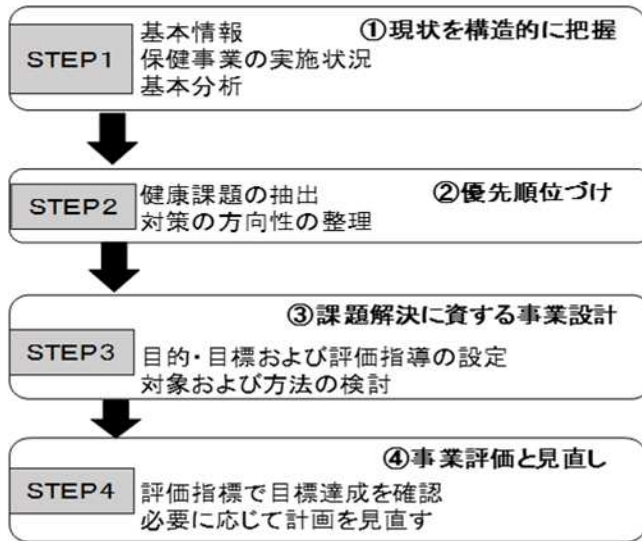 STEP1
①現状を構造的に把握
基本情報
保健事業の実施状況
基本分析
STEP2
②優先順位づけ
健康課題の抽出
対策の方向性の整理
STEP3
③課題解決に資する事業設計
目的・目標および評価指導の設定
対象および方法の検討
STEP4
④事業評価と見直し
評価指標で目標達成を確認
必要に応じて計画を見直す